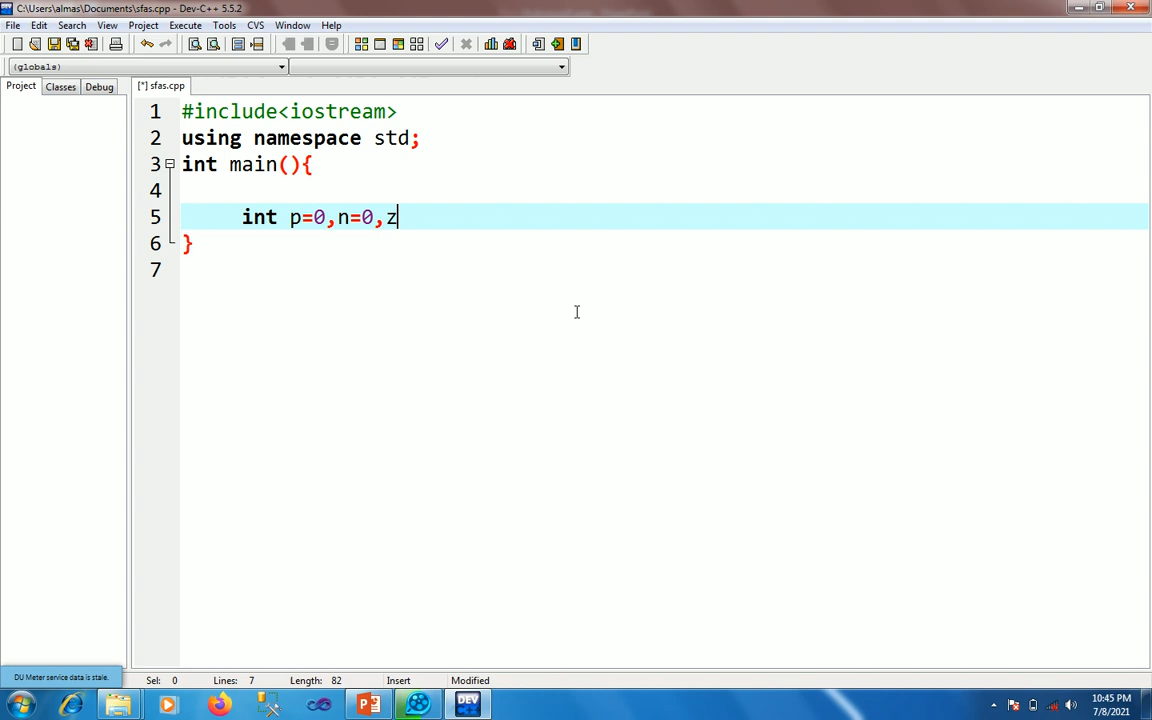 C:\Users\almas\Documents\sfas.cpp - Dev-C++ 5.5.2
File Edit Search View Project Execute Tools CVS Window Help
(globals)
Project Classes Debug [*] sfas.cpp
1 #include<iostream>
2 using namespace std;
3 int main(){
4
5 int p=0,n=0,z
6 }
7
DU Meter service data is stale.
Sel: 0 Lines: 7 Length: 82 Insert Modified
DEV
10:45 PM
7/8/2021